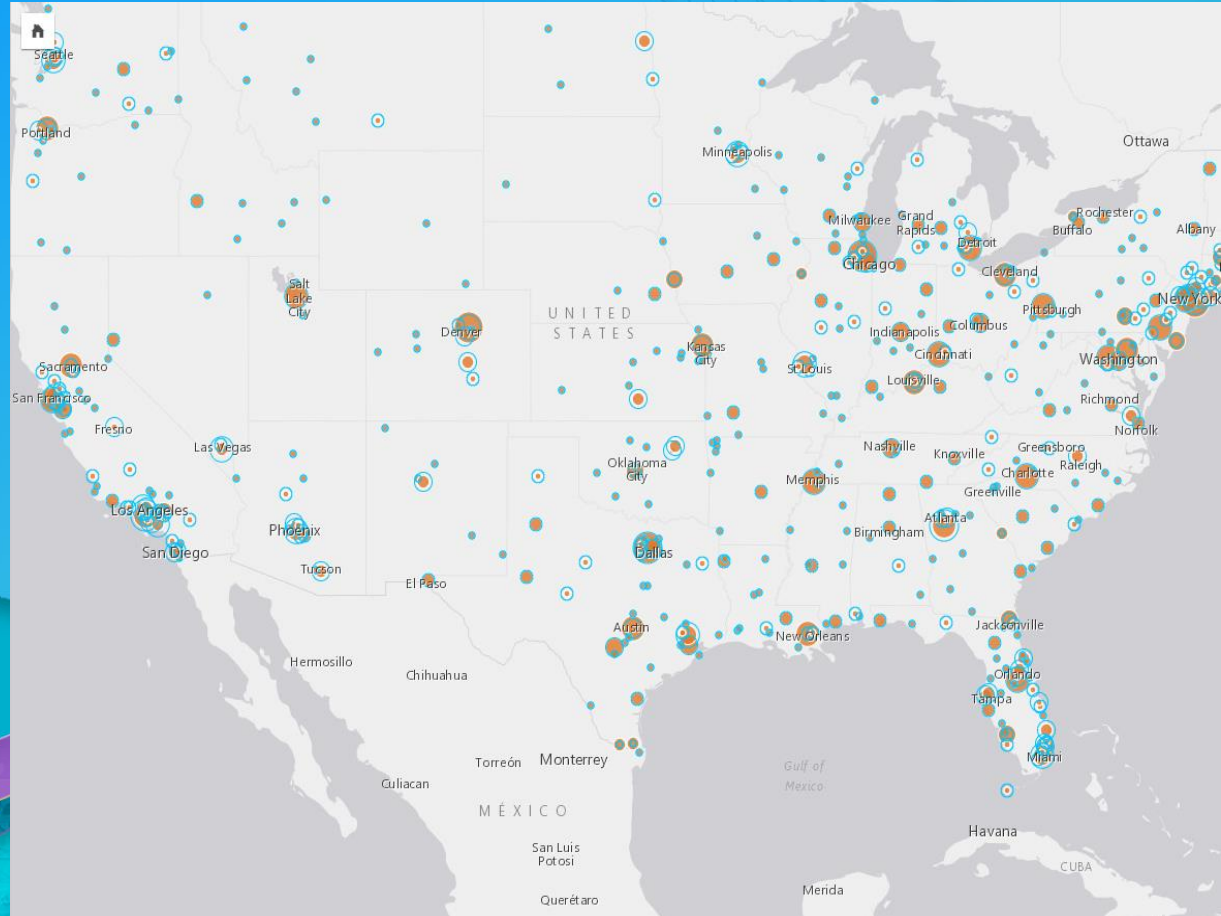 Seattle
Portland
Ottawa
Minneapolis
Milwaukee
Grand
Rapids
Rochester
Buffalo
Albany
Detroit
Chicago
Cleveland
Salt
Lake
City
New York
UNITED
STATES
Pittsburgh
Denver
Indianapolis
Columbus
Kansas
City
Cincinnati
Washington
Sacramento
St Louis
Louisville
San Francisco
Richmond
Fresno
Norfolk
Las Vegas
Nashville
Knoxville
Greensboro
Raleigh
Oklahoma
City
Memphis
Charlotte
Greenville
Los Angeles
Phoenix
Atlanta
Birmingham
San Diego
Dallas
Tucson
El Paso
Austin
New Orleans
Jacksonville
Hermosillo
Chihuahua
Orlando
Tampa
Torreón
Monterrey
Miami
Gulf of
Mexico
Culiacan
MÉXICO
Havana
San Luis
Potosi
CUBA
Merida
Querétaro